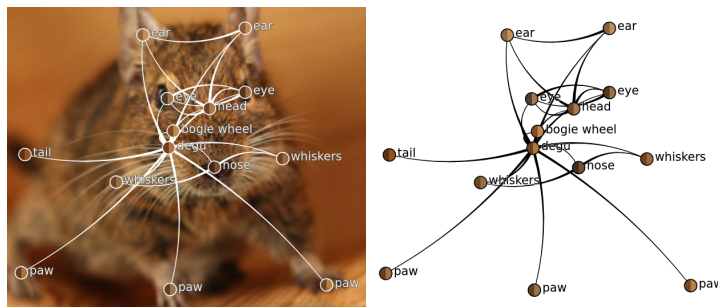 ear
ear
eye
eye
head
bogie wheel
degu
tail
nose
whiskers
whiskers
paw
paw
paw
ear
ear
eye
eye
head
bogie wheel
degu
tail
nose
whiskers
whiskers
paw
paw
paw